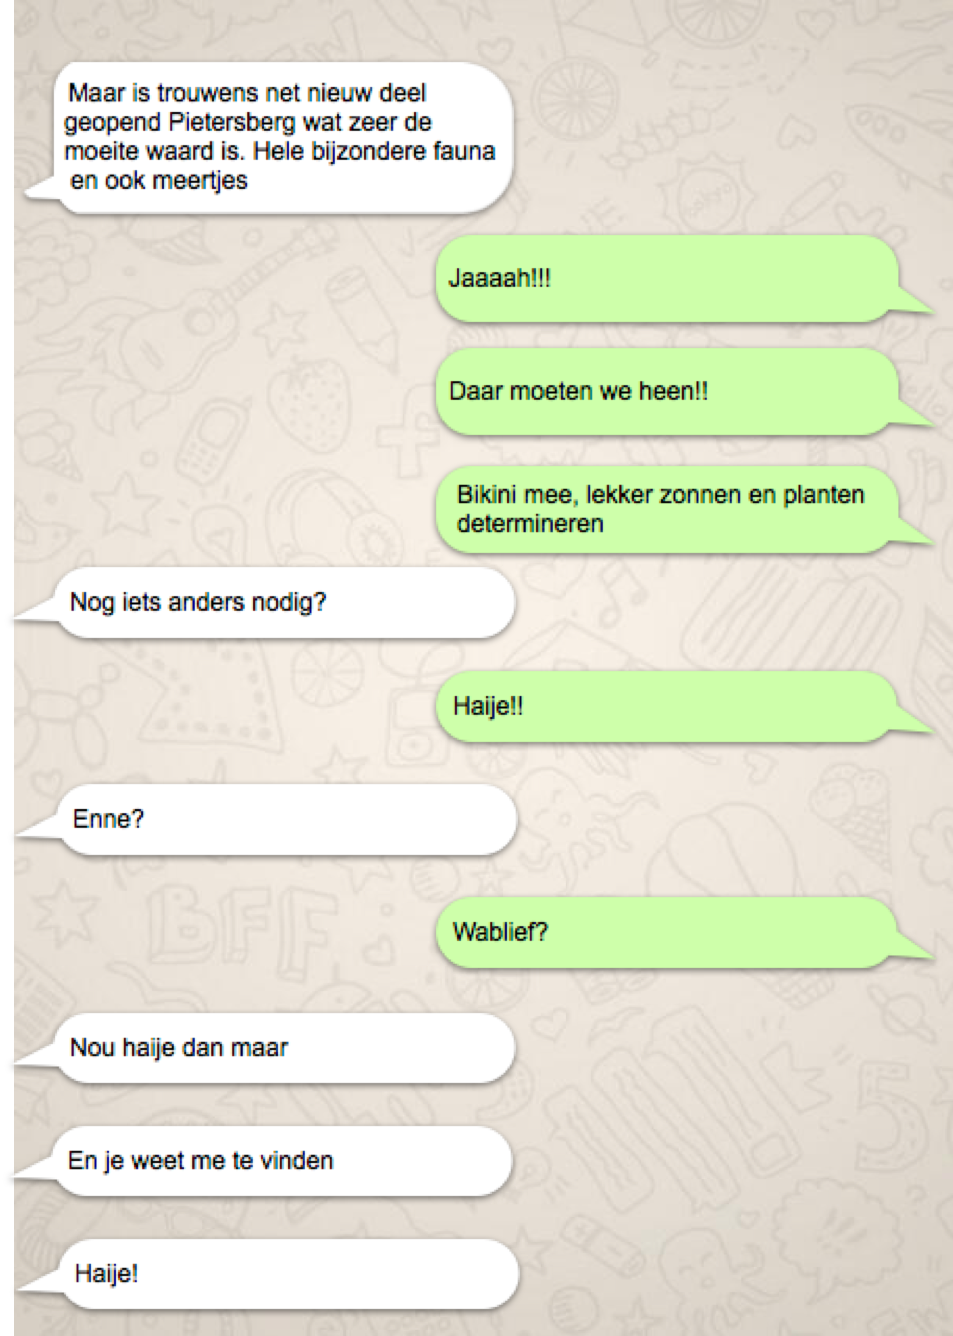 Maar is trouwens net nieuw deel
geopend Pietersberg wat zeer de
moeite waard is. Hele bijzondere fauna
en ook meertjes
Jaaaah!!!
Daar moeten we heen!!
Bikini mee, lekker zonnen en planten
determineren
Nog iets anders nodig?
Haije!!
Enne?
Wablief?
Nou haije dan maar
En je weet me te vinden
Haije!